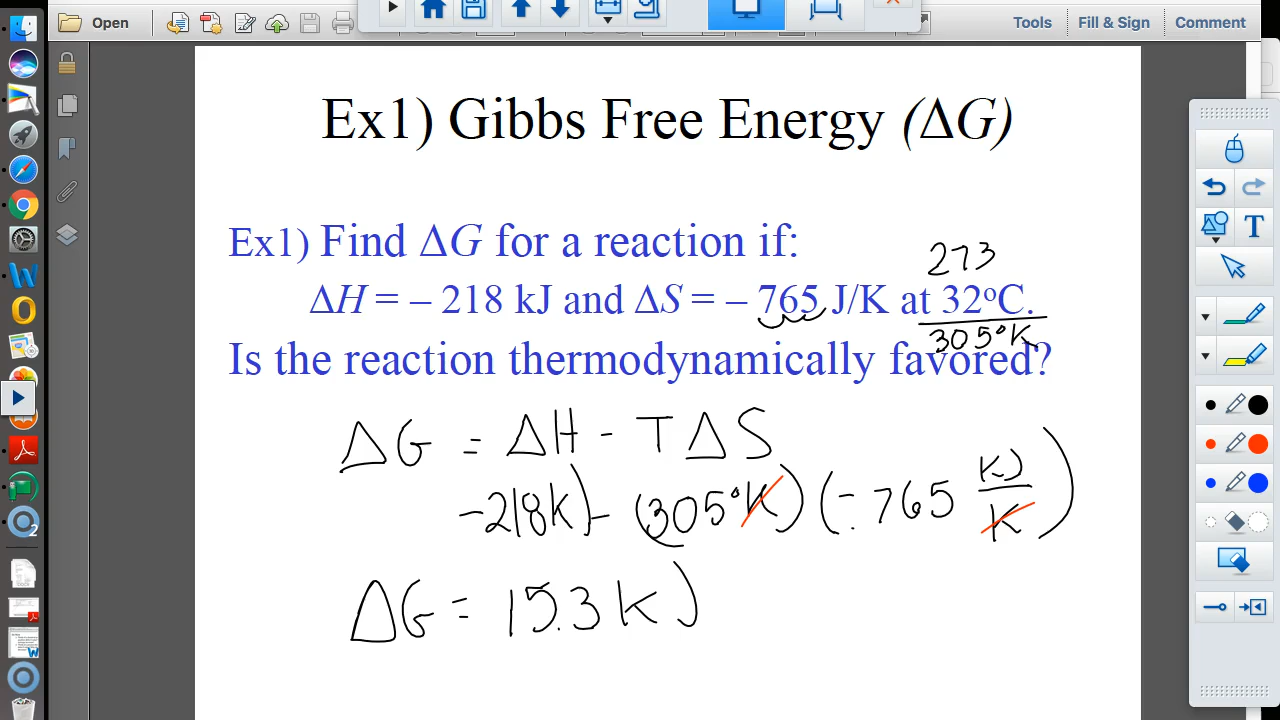 Open
Tools Fill & Sign Comment
Ex1) Gibbs Free Energy (ΔG)
Ex1) Find ΔG for a reaction if:
273
ΔH = – 218 kJ and ΔS = – 765 J/K at 32°C.
305°K
Is the reaction thermodynamically favored?
ΔG = ΔH - TΔS
-218kJ - (305°K) (-.765 kJ/K)
ΔG = 15.3 kJ